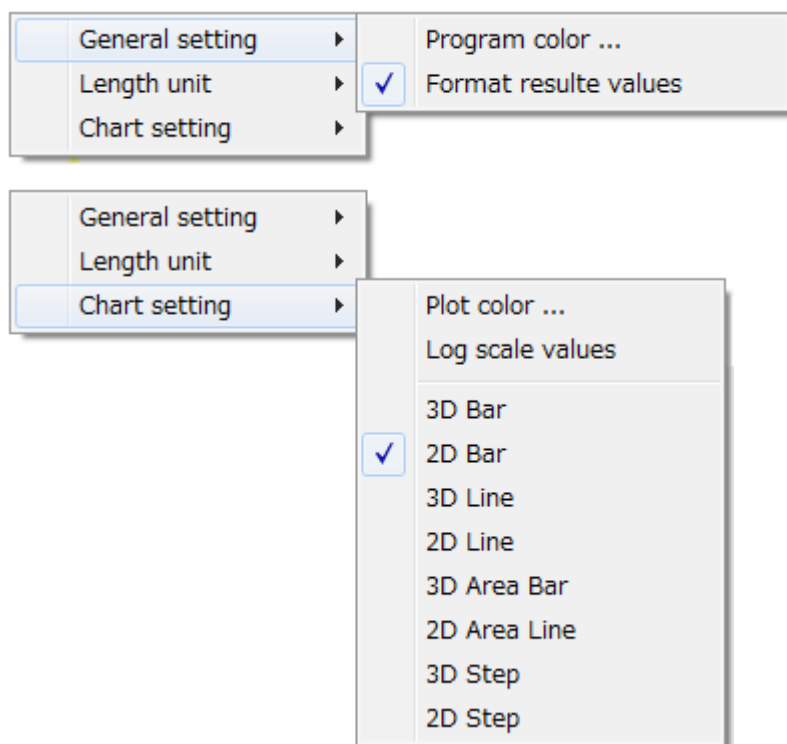 General setting
Length unit
Chart setting
Program color ...
Format resulte values
General setting
Length unit
Chart setting
Plot color ...
Log scale values
3D Bar
2D Bar
3D Line
2D Line
3D Area Bar
2D Area Line
3D Step
2D Step